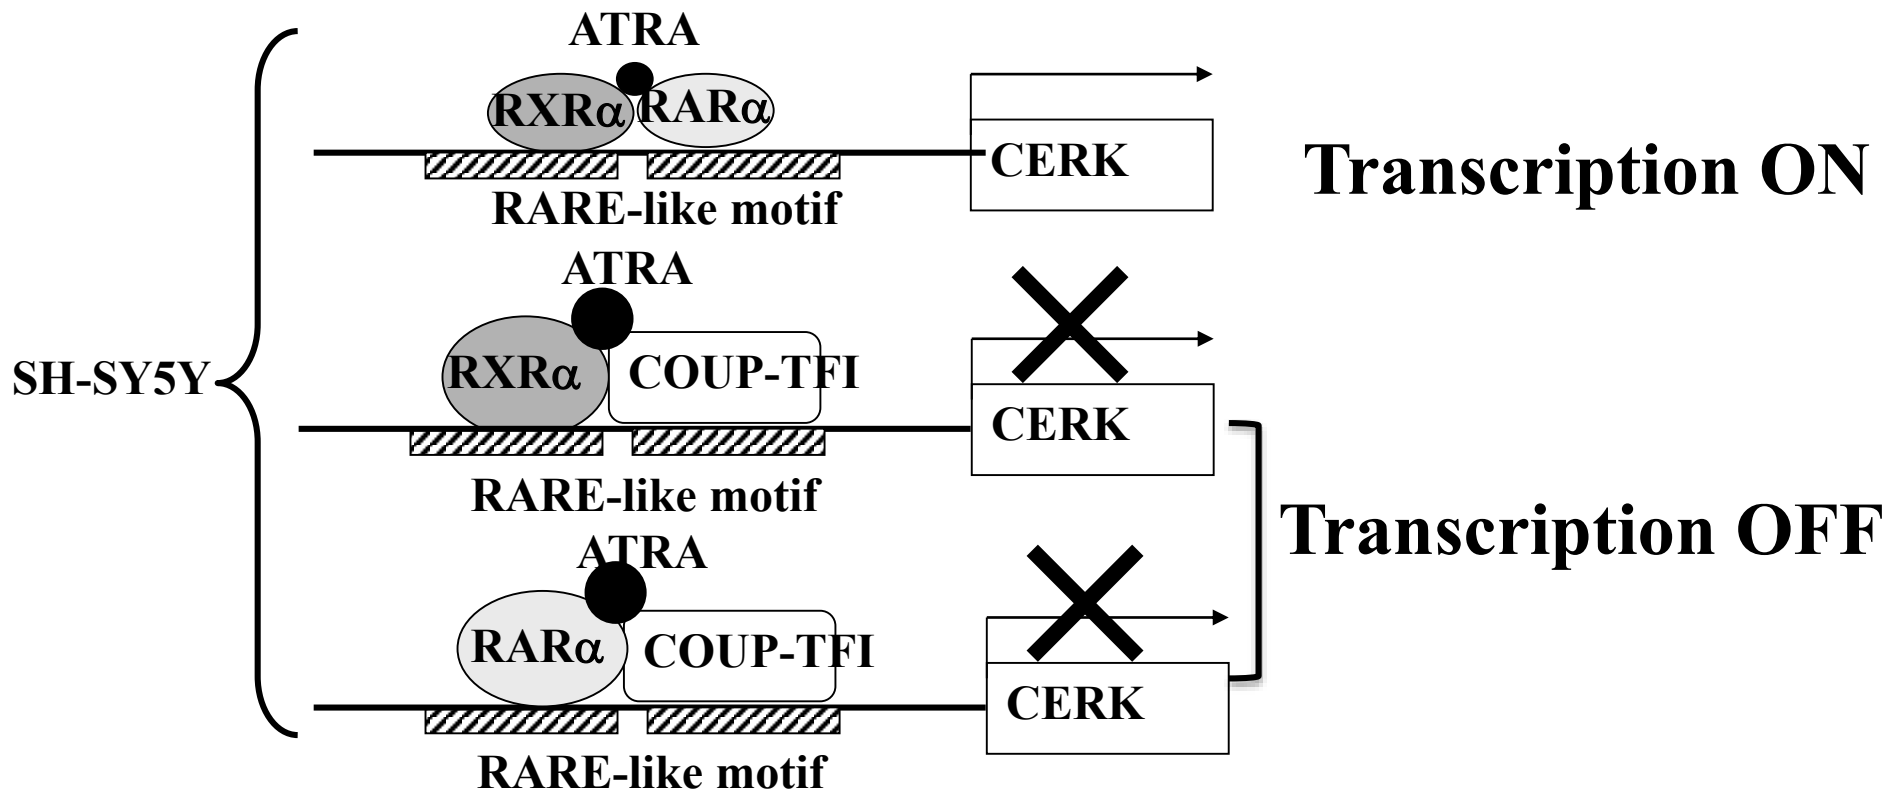 ATRA
RXRα RARα
CERK
Transcription ON
RARE-like motif
ATRA
SH-SY5Y
RXRα COUP-TFI
CERK
RARE-like motif
Transcription OFF
ATRA
RARα COUP-TFI
CERK
RARE-like motif